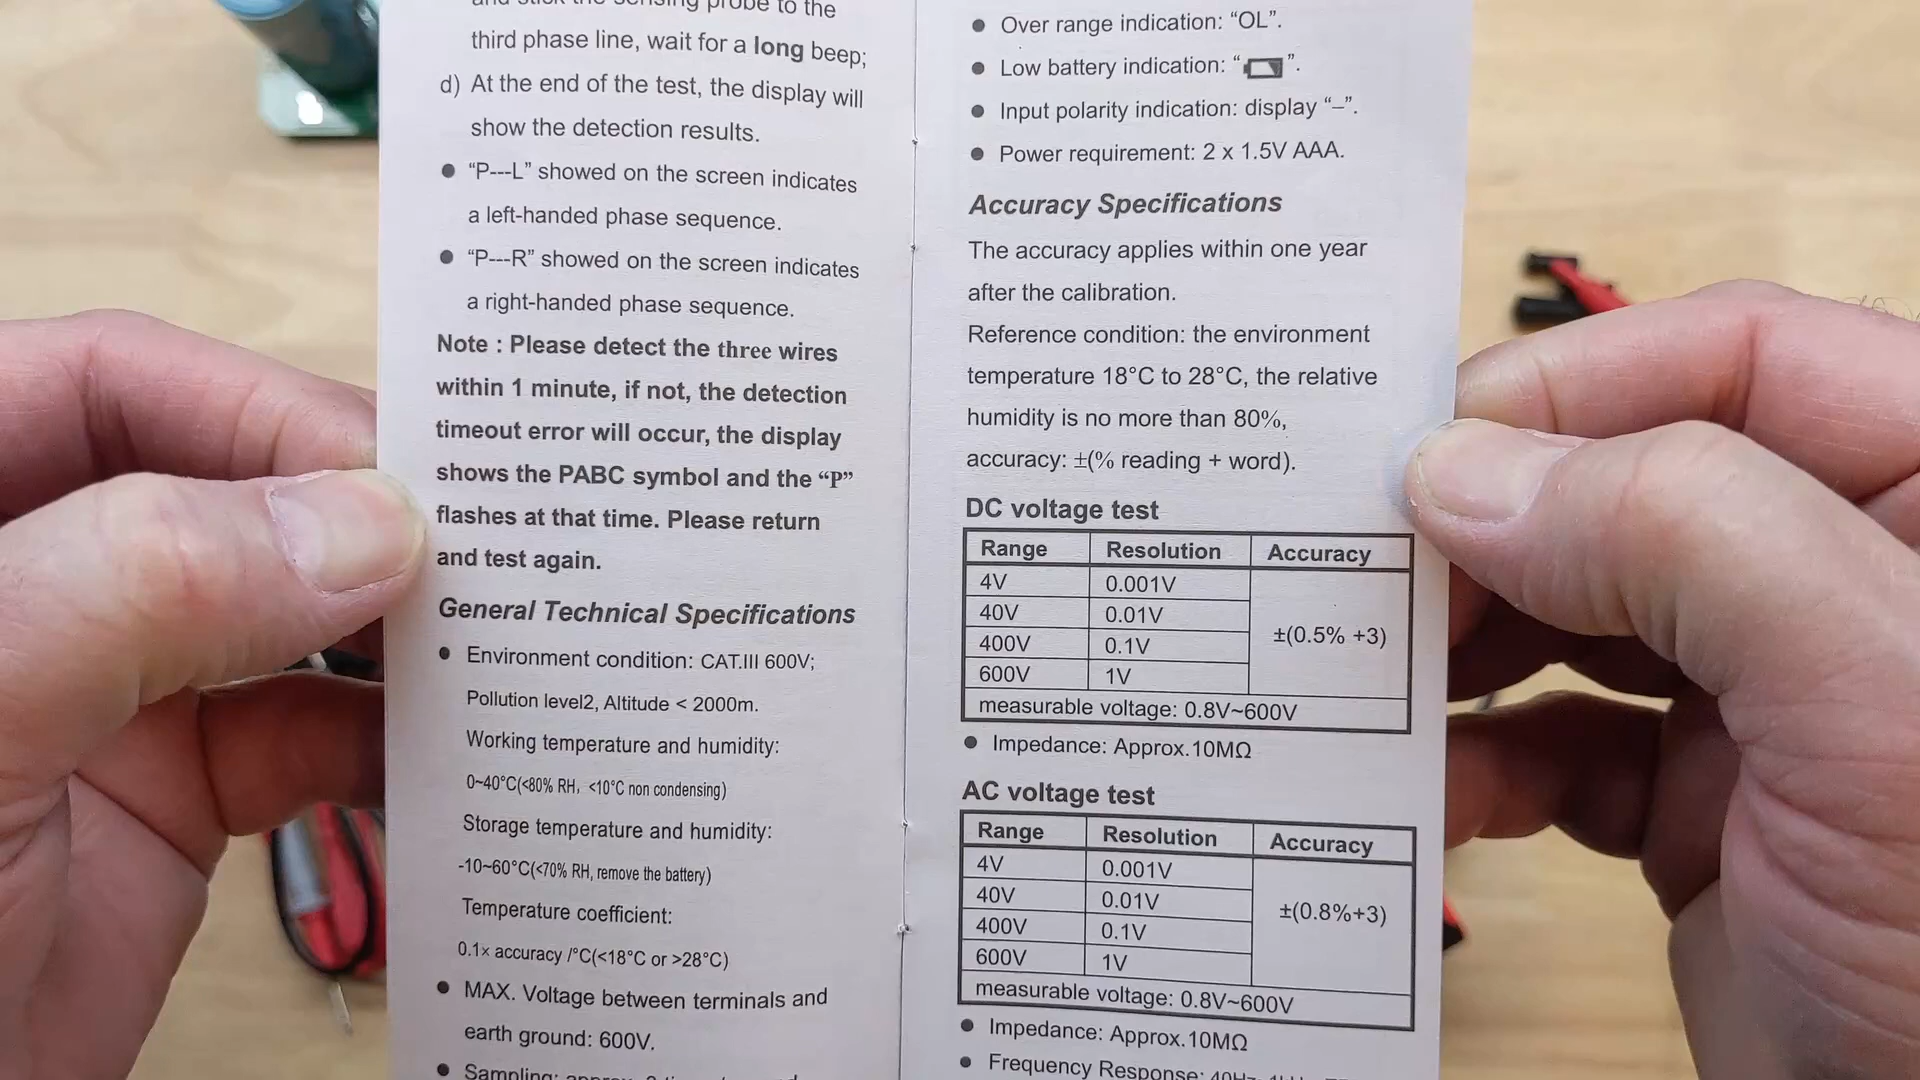 and stick the sensing probe to the
third phase line, wait for a long beep;
d) At the end of the test, the display will
show the detection results.
● “P---L” showed on the screen indicates
a left-handed phase sequence.
● “P---R” showed on the screen indicates
a right-handed phase sequence.
Note : Please detect the three wires
within 1 minute, if not, the detection
timeout error will occur, the display
shows the PABC symbol and the “P”
flashes at that time. Please return
and test again.
General Technical Specifications
● Environment condition: CAT.III 600V;
Pollution level2, Altitude < 2000m.
Working temperature and humidity:
0~40°C(<80% RH, <10°C non condensing)
Storage temperature and humidity:
-10~60°C(<70% RH, remove the battery)
Temperature coefficient:
0.1x accuracy /°C(<18°C or >28°C)
● MAX. Voltage between terminals and
earth ground: 600V.
● Sampling: approx.
● Over range indication: “OL”.
● Low battery indication: “ ”.
● Input polarity indication: display “–”.
● Power requirement: 2 x 1.5V AAA.
Accuracy Specifications
The accuracy applies within one year
after the calibration.
Reference condition: the environment
temperature 18°C to 28°C, the relative
humidity is no more than 80%,
accuracy: ±(% reading + word).
DC voltage test
Range Resolution Accuracy
4V 0.001V
40V 0.01V
±(0.5% +3)
400V 0.1V
600V 1V
measurable voltage: 0.8V~600V
● Impedance: Approx.10MΩ
AC voltage test
Range Resolution Accuracy
4V 0.001V
40V 0.01V
±(0.8%+3)
400V 0.1V
600V 1V
measurable voltage: 0.8V~600V
● Impedance: Approx.10MΩ
● Frequency Response: 40Hz